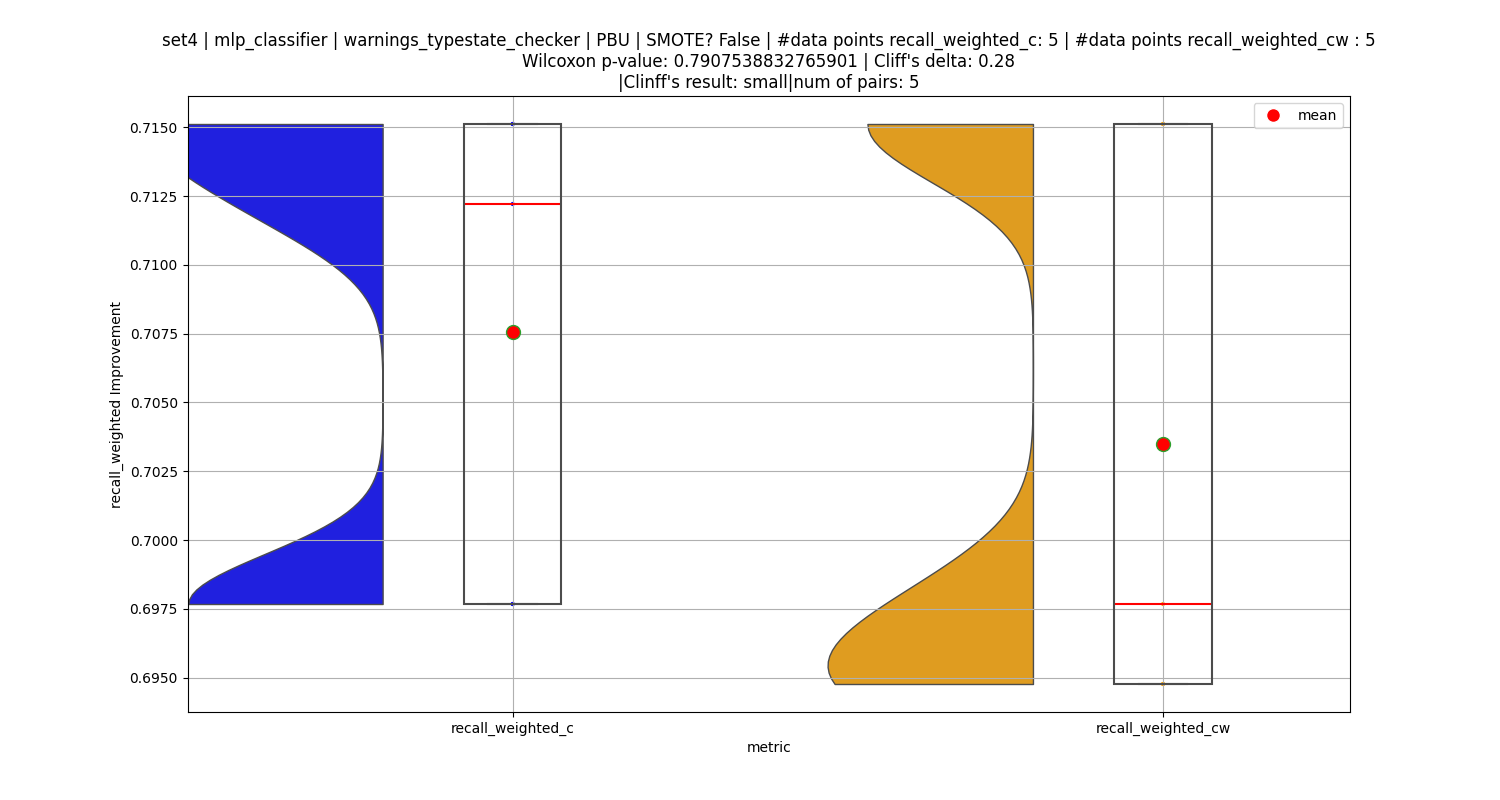 set4 | mlp_classifier | warnings_typestate_checker | PBU | SMOTE? False | #data points recall_weighted_c: 5 | #data points recall_weighted_cw : 5
Wilcoxon p-value: 0.7907538832765901 | Cliff's delta: 0.28
|Clinff's result: small|num of pairs: 5
mean
0.7150
0.7125
0.7100
0.7075
0.7050
0.7025
0.7000
0.6975
0.6950
recall_weighted Improvement
recall_weighted_c
recall_weighted_cw
metric